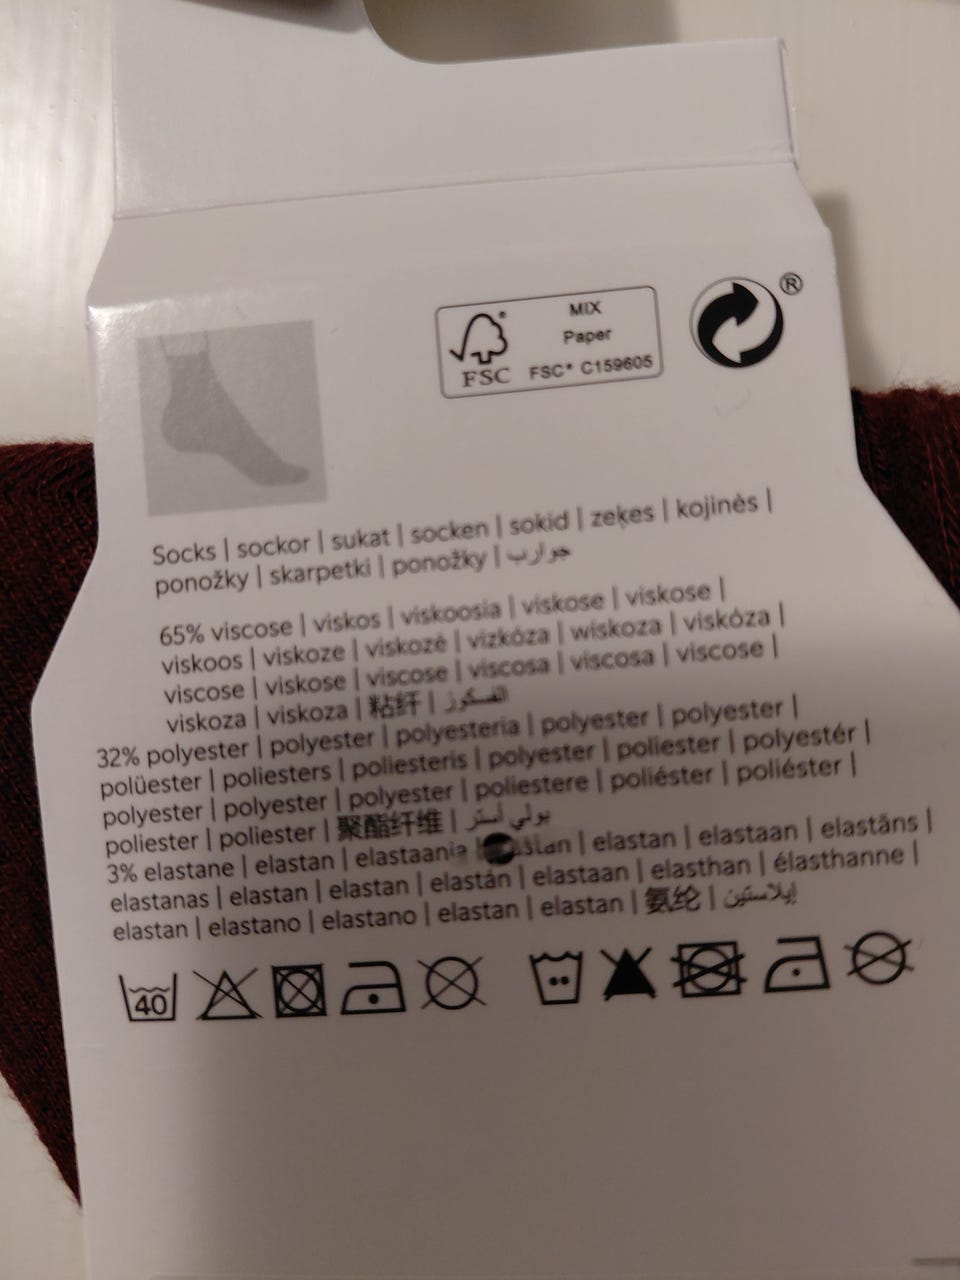 MIX
Paper
FSC® C159605
FSC
®
Socks | sockor | sukat | socken | sokid | zeķes | kojinės |
ponožky | skarpetki | ponožky | جوارب
65% viscose | viskos | viskoosia | viskose | viskose |
viskoos | viskoze | viskozė | vizkóza | wiskoza | viskóza |
viscose | viskose | viscose | viscosa | viscosa | viscose |
viskoza | viskoza | 粘纤 | الفسكوز
32% polyester | polyester | polyesteria | polyester | polyester |
polüester | poliesters | poliesteris | polyester | poliester | polyestér |
polyester | polyester | polyester | poliestere | poliéster | poliéster |
poliester | poliester | 聚酯纤维 | بولي أستر
3% elastane | elastan | elastaania | elastan | elastaan | elastāns |
elastanas | elastan | elastan | elastán | elastaan | elasthan | élasthanne |
elastan | elastano | elastano | elastan | elastan | 氨纶 | إيلاستين
40